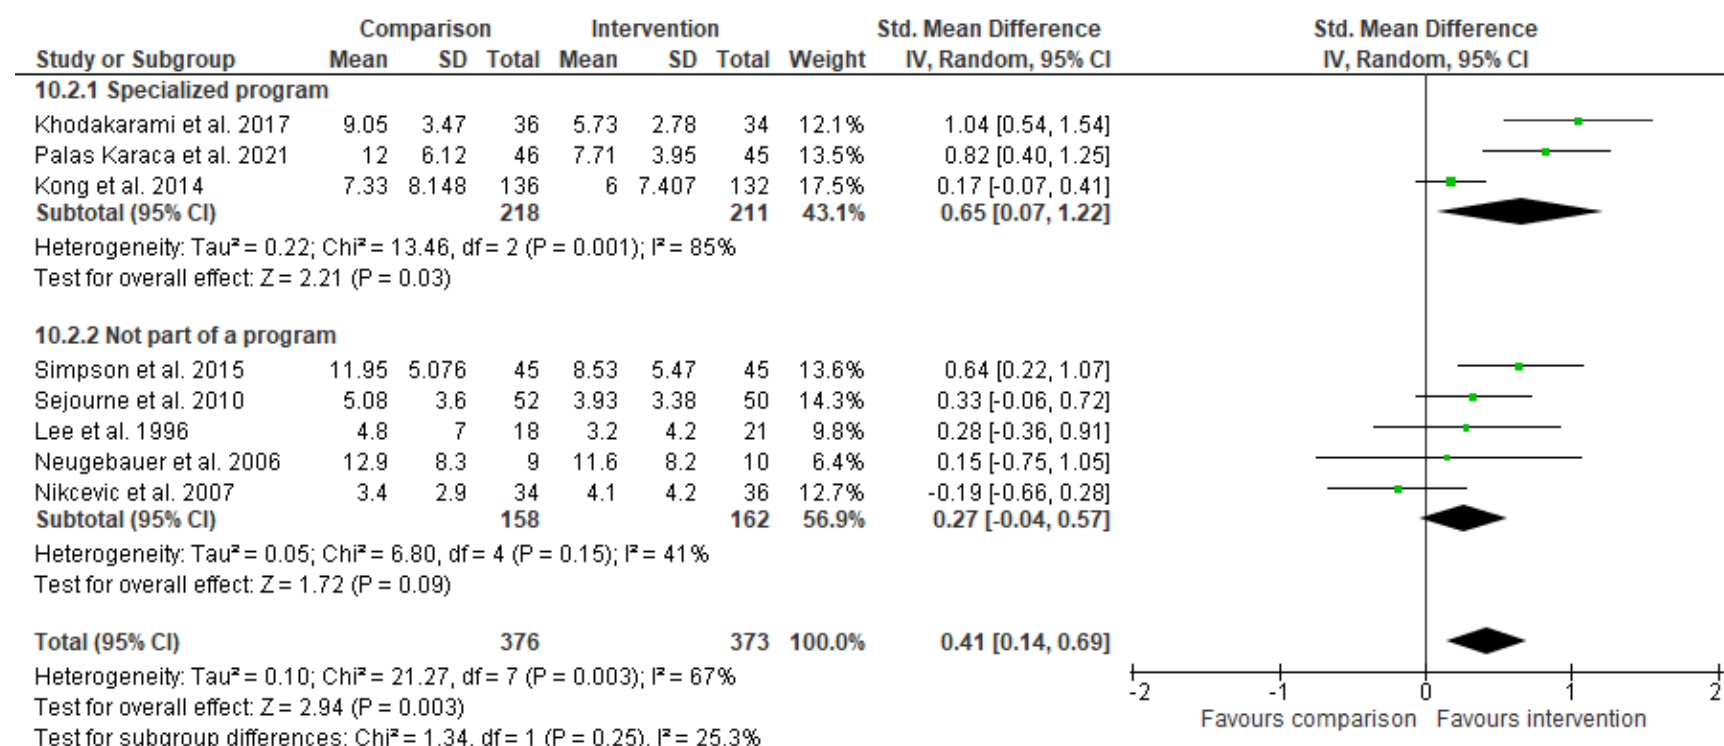 Comparison Intervention Std. Mean Difference Std. Mean Difference
Study or Subgroup Mean SD Total Mean SD Total Weight IV, Random, 95% CI IV, Random, 95% CI
10.2.1 Specialized program
Khodakarami et al. 2017 9.05 3.47 36 5.73 2.78 34 12.1% 1.04 [0.54, 1.54]
Palas Karaca et al. 2021 12 6.12 46 7.71 3.95 45 13.5% 0.82 [0.40, 1.25]
Kong et al. 2014 7.33 8.148 136 6 7.407 132 17.5% 0.17 [-0.07, 0.41]
Subtotal (95% CI) 218 211 43.1% 0.65 [0.07, 1.22]
Heterogeneity: Tau² = 0.22; Chi² = 13.46, df = 2 (P = 0.001); I² = 85%
Test for overall effect: Z = 2.21 (P = 0.03)
10.2.2 Not part of a program
Simpson et al. 2015 11.95 5.076 45 8.53 5.47 45 13.6% 0.64 [0.22, 1.07]
Sejourne et al. 2010 5.08 3.6 52 3.93 3.38 50 14.3% 0.33 [-0.06, 0.72]
Lee et al. 1996 4.8 7 18 3.2 4.2 21 9.8% 0.28 [-0.36, 0.91]
Neugebauer et al. 2006 12.9 8.3 9 11.6 8.2 10 6.4% 0.15 [-0.75, 1.05]
Nikcevic et al. 2007 3.4 2.9 34 4.1 4.2 36 12.7% -0.19 [-0.66, 0.28]
Subtotal (95% CI) 158 162 56.9% 0.27 [-0.04, 0.57]
Heterogeneity: Tau² = 0.05; Chi² = 6.80, df = 4 (P = 0.15); I² = 41%
Test for overall effect: Z = 1.72 (P = 0.09)
Total (95% CI) 376 373 100.0% 0.41 [0.14, 0.69]
Heterogeneity: Tau² = 0.10; Chi² = 21.27, df = 7 (P = 0.003); I² = 67%
Test for overall effect: Z = 2.94 (P = 0.003)
Test for subgroup differences: Chi² = 1.34, df = 1 (P = 0.25), I² = 25.3%
-2 -1 0 1 2
Favours comparison Favours intervention